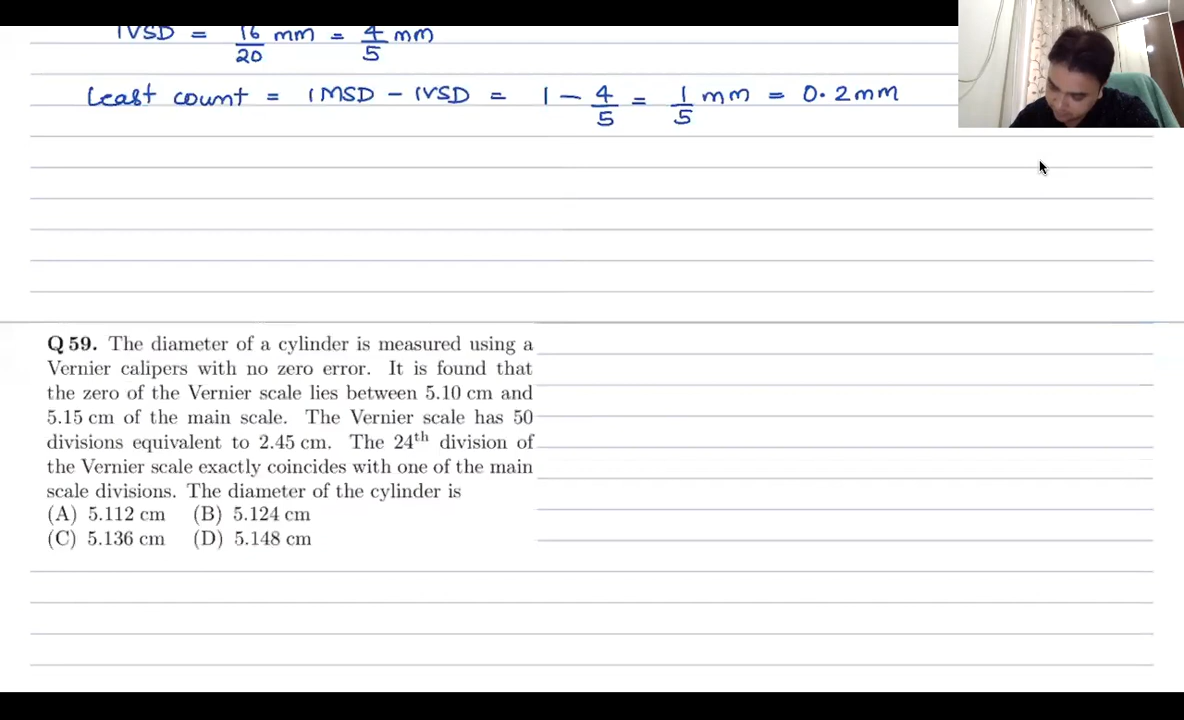 1VSD = 16/20 mm = 4/5 mm
Least count = 1MSD - 1VSD = 1 - 4/5 = 1/5 mm = 0.2mm
Q 59. The diameter of a cylinder is measured using a
Vernier calipers with no zero error. It is found that
the zero of the Vernier scale lies between 5.10 cm and
5.15 cm of the main scale. The Vernier scale has 50
divisions equivalent to 2.45 cm. The 24th division of
the Vernier scale exactly coincides with one of the main
scale divisions. The diameter of the cylinder is
(A) 5.112 cm (B) 5.124 cm
(C) 5.136 cm (D) 5.148 cm